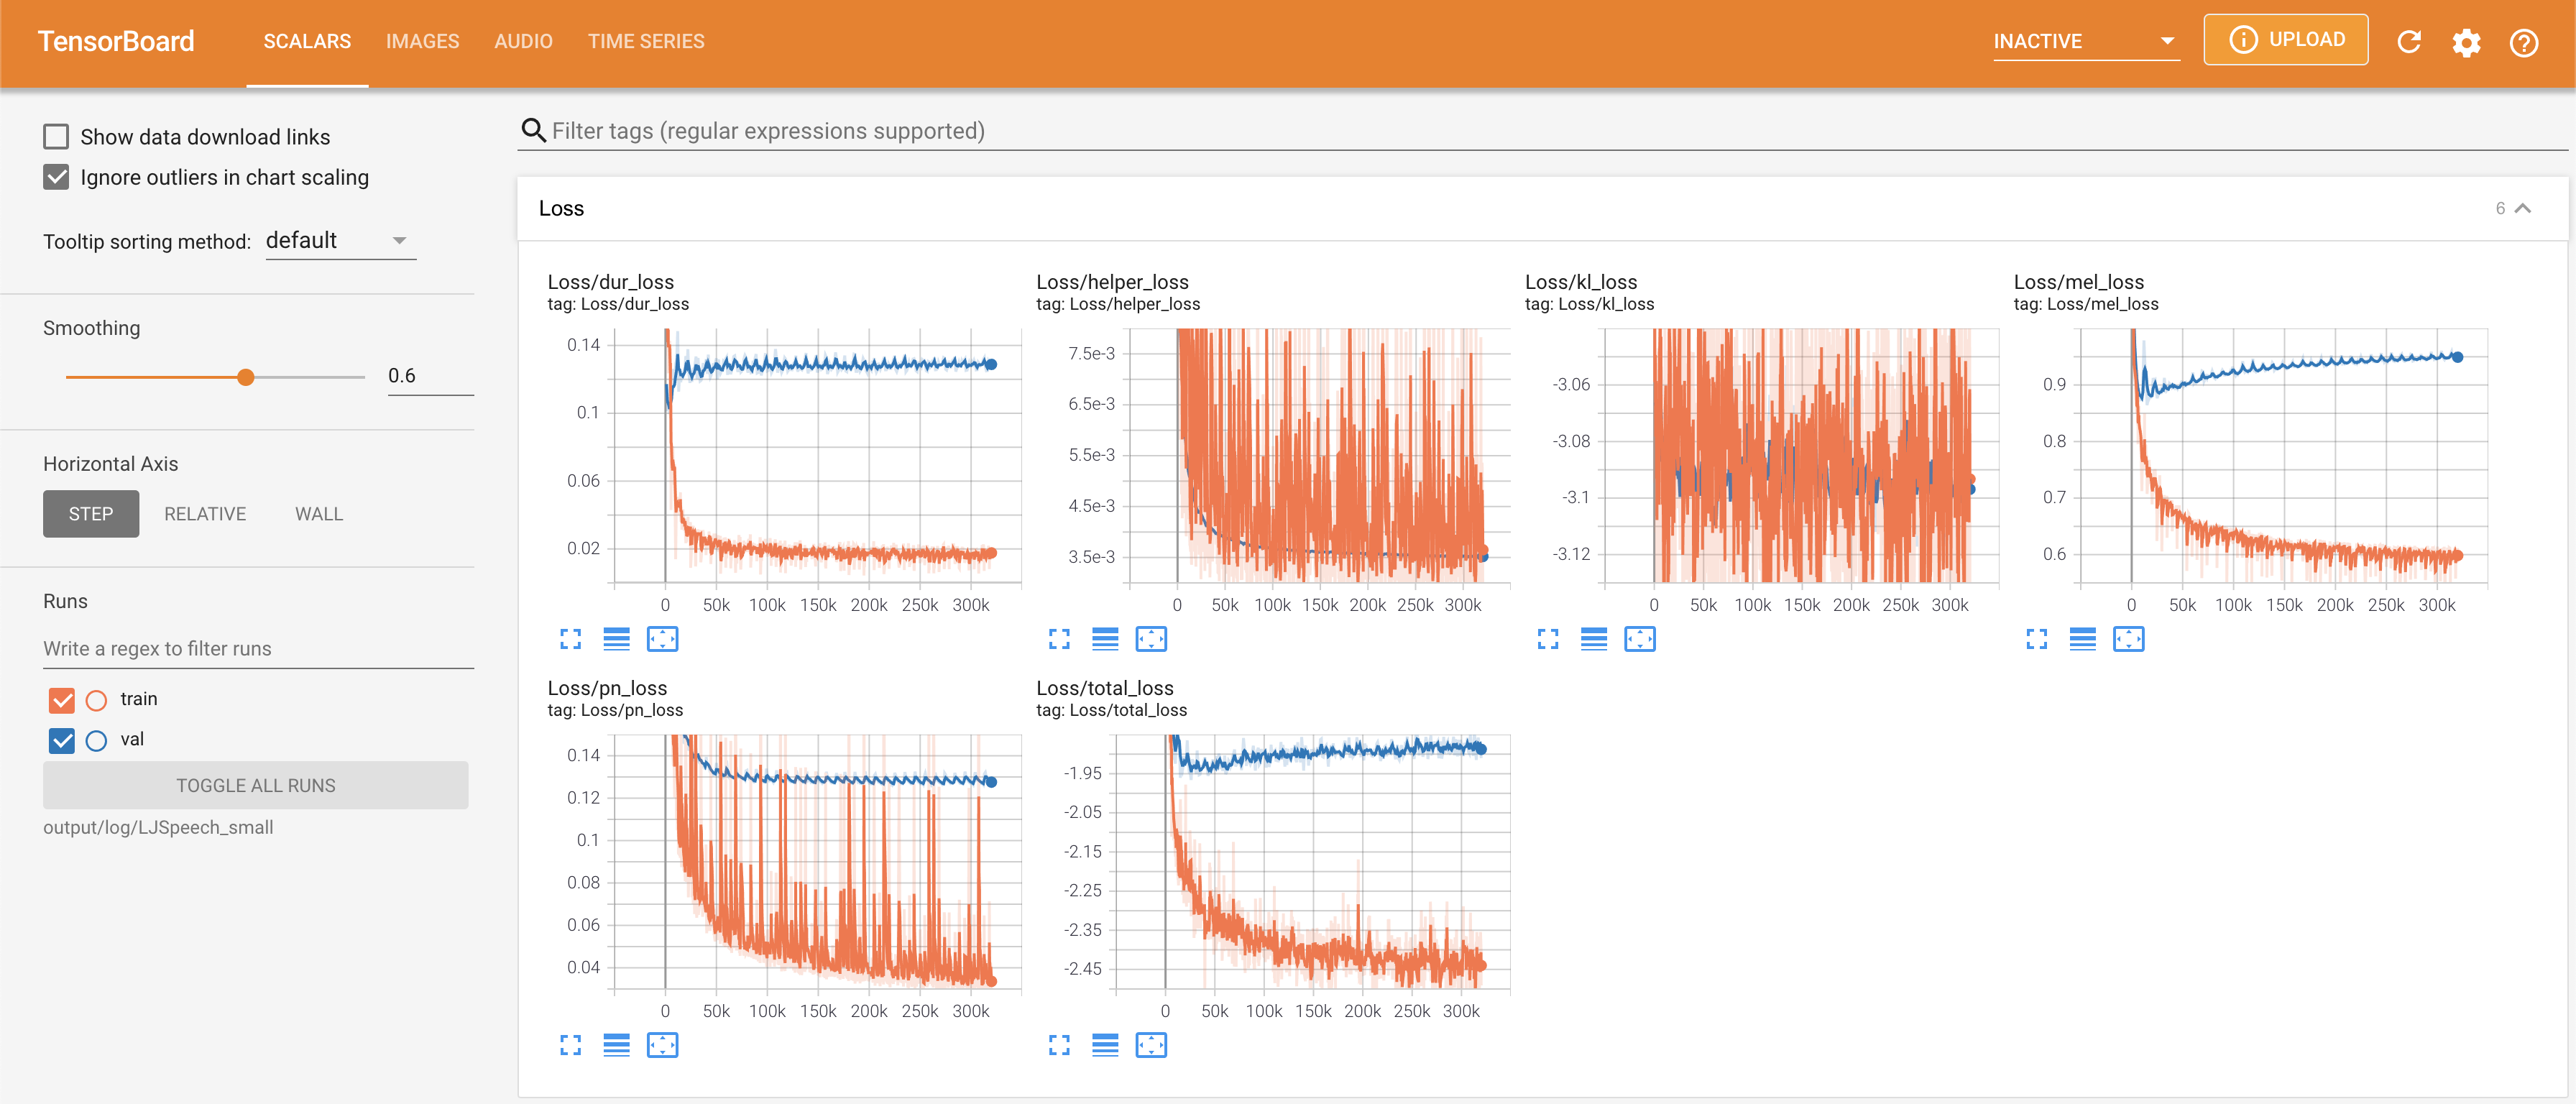 TensorBoard SCALARS IMAGES AUDIO TIME SERIES INACTIVE UPLOAD
Show data download links
Ignore outliers in chart scaling
Tooltip sorting method: default
Smoothing
0.6
Horizontal Axis
STEP RELATIVE WALL
Runs
Write a regex to filter runs
train
val
TOGGLE ALL RUNS
output/log/LJSpeech_small
Filter tags (regular expressions supported)
Loss 6
Loss/dur_loss
tag: Loss/dur_loss
0.14
0.1
0.06
0.02
0 50k 100k 150k 200k 250k 300k
Loss/helper_loss
tag: Loss/helper_loss
7.5e-3
6.5e-3
5.5e-3
4.5e-3
3.5e-3
0 50k 100k 150k 200k 250k 300k
Loss/kl_loss
tag: Loss/kl_loss
-3.06
-3.08
-3.1
-3.12
0 50k 100k 150k 200k 250k 300k
Loss/mel_loss
tag: Loss/mel_loss
0.9
0.8
0.7
0.6
0 50k 100k 150k 200k 250k 300k
Loss/pn_loss
tag: Loss/pn_loss
0.14
0.12
0.1
0.08
0.06
0.04
0 50k 100k 150k 200k 250k 300k
Loss/total_loss
tag: Loss/total_loss
-1.95
-2.05
-2.15
-2.25
-2.35
-2.45
0 50k 100k 150k 200k 250k 300k